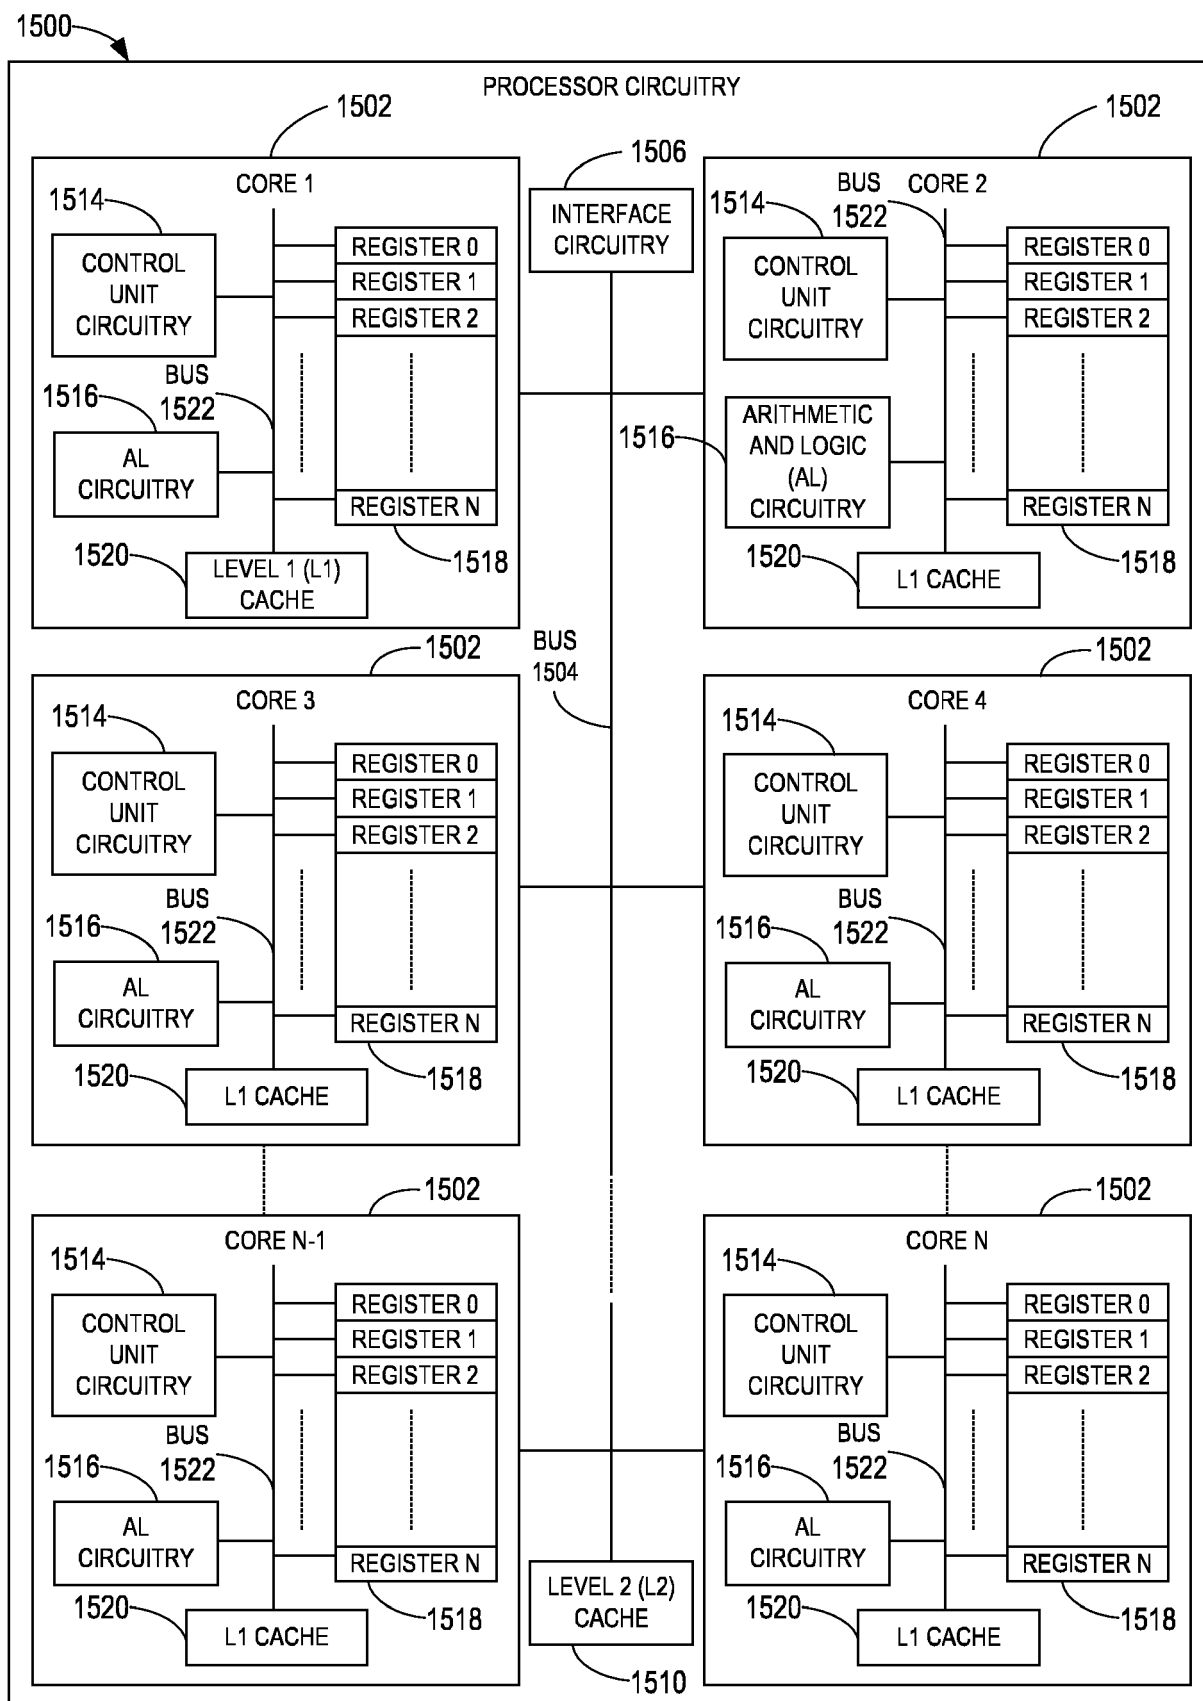 1500
PROCESSOR CIRCUITRY
1502
CORE 1
1514
CONTROL
UNIT
CIRCUITRY
REGISTER 0
REGISTER 1
REGISTER 2
BUS
1522
1516
AL
CIRCUITRY
REGISTER N
1518
1520
LEVEL 1 (L1)
CACHE
1506
INTERFACE
CIRCUITRY
1502
BUS
1522
CORE 2
1514
CONTROL
UNIT
CIRCUITRY
REGISTER 0
REGISTER 1
REGISTER 2
1516
ARITHMETIC
AND LOGIC
(AL)
CIRCUITRY
REGISTER N
1518
1520
L1 CACHE
BUS
1504
1502
CORE 3
1514
CONTROL
UNIT
CIRCUITRY
REGISTER 0
REGISTER 1
REGISTER 2
BUS
1522
1516
AL
CIRCUITRY
REGISTER N
1518
1520
L1 CACHE
1502
CORE 4
1514
CONTROL
UNIT
CIRCUITRY
REGISTER 0
REGISTER 1
REGISTER 2
BUS
1522
1516
AL
CIRCUITRY
REGISTER N
1518
1520
L1 CACHE
1502
CORE N-1
1514
CONTROL
UNIT
CIRCUITRY
REGISTER 0
REGISTER 1
REGISTER 2
BUS
1522
1516
AL
CIRCUITRY
REGISTER N
1518
1520
L1 CACHE
1502
CORE N
1514
CONTROL
UNIT
CIRCUITRY
REGISTER 0
REGISTER 1
REGISTER 2
BUS
1522
1516
AL
CIRCUITRY
REGISTER N
1518
1520
L1 CACHE
LEVEL 2 (L2)
CACHE
1510